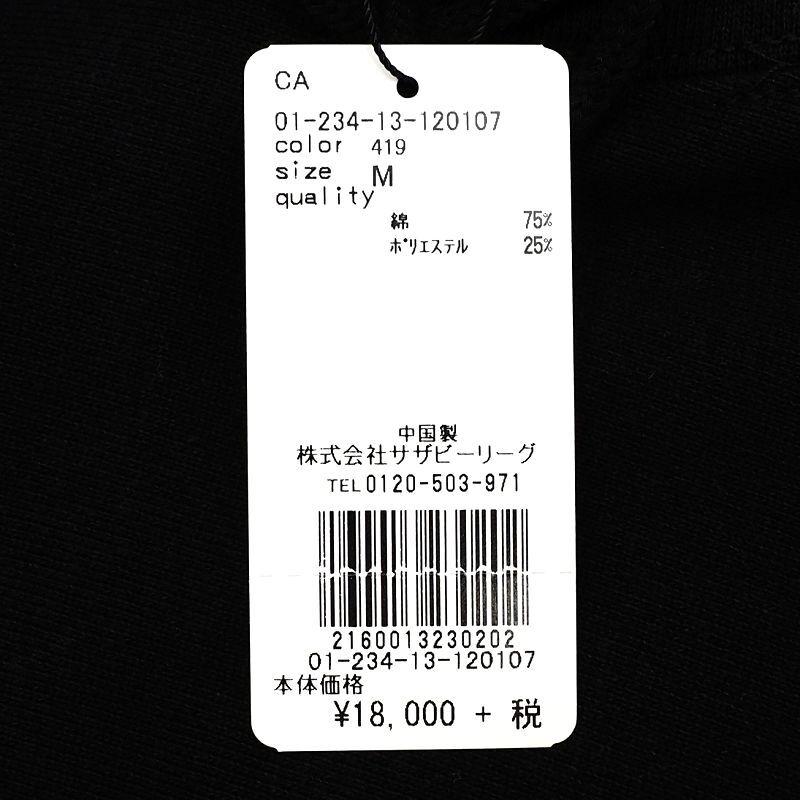 CA
01-234-13-120107
color 419
size M
quality
綿 75%
ポリエステル 25%
中国製
株式会社サザビーリーグ
TEL 0120-503-971
2160013230202
01-234-13-120107
本体価格
¥18,000 + 税